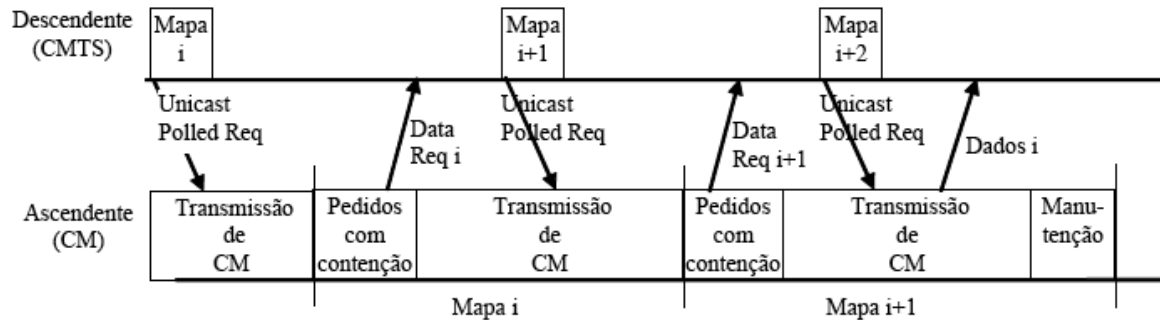 Descendente
(CMTS)
Mapa
i
Mapa
i+1
Mapa
i+2
Unicast
Polled Req
Data
Req i
Unicast
Polled Req
Data
Req i+1
Unicast
Polled Req
Dados i
Ascendente
(CM)
Transmissão
de
CM
Pedidos
com
contenção
Transmissão
de
CM
Pedidos
com
contenção
Transmissão
de
CM
Manu-
tenção
Mapa i
Mapa i+1